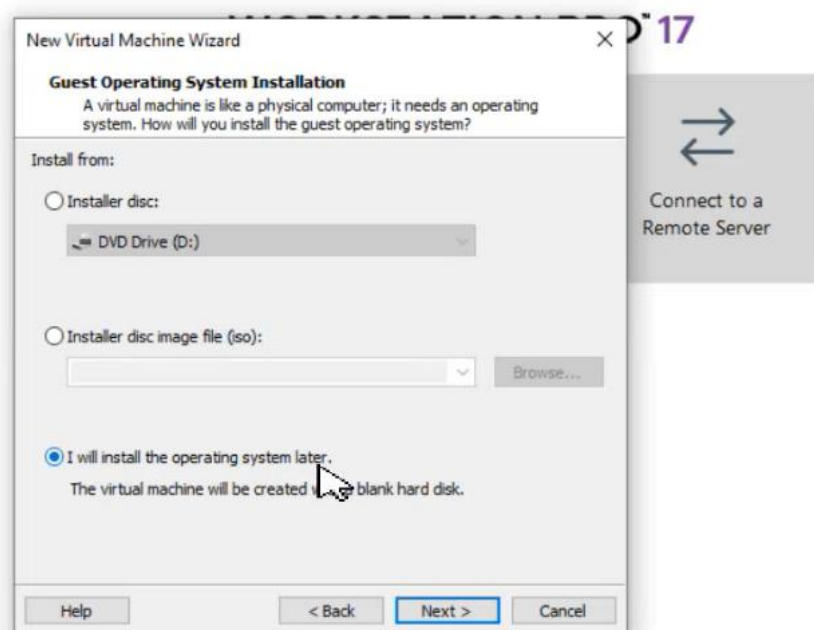 WORKSTATION PRO™ 17
New Virtual Machine Wizard
Guest Operating System Installation
A virtual machine is like a physical computer; it needs an operating
system. How will you install the guest operating system?
Install from:
Installer disc:
DVD Drive (D:)
Installer disc image file (iso):
Browse...
I will install the operating system later.
The virtual machine will be created blank hard disk.
Help
< Back
Next >
Cancel
Connect to a
Remote Server